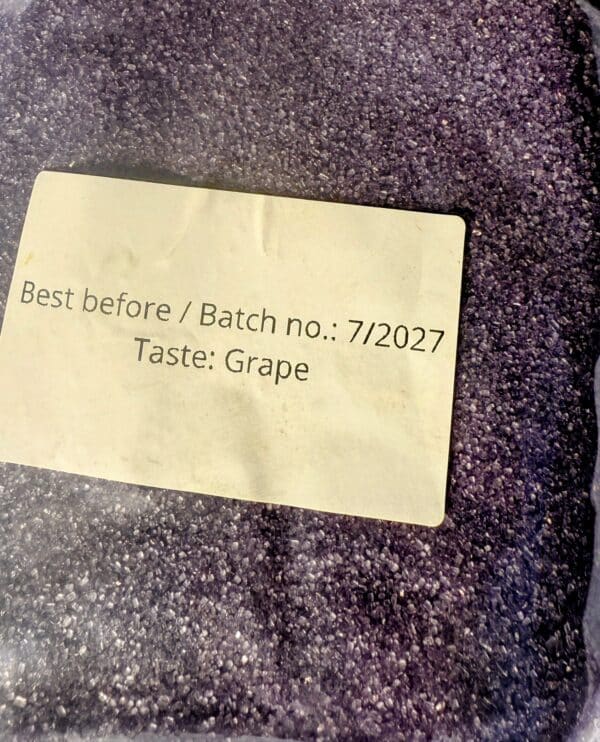 Best before / Batch no.: 7/2027
Taste: Grape